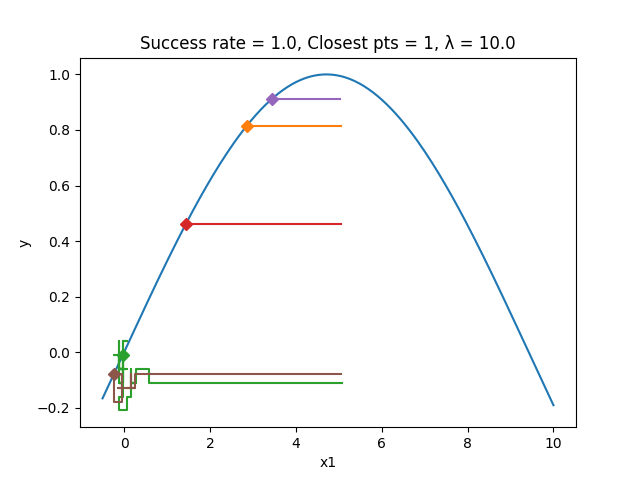 Success rate = 1.0, Closest pts = 1, λ = 10.0
1.0
0.8
0.6
0.4
0.2
0.0
−0.2
y
0 2 4 6 8 10
x1